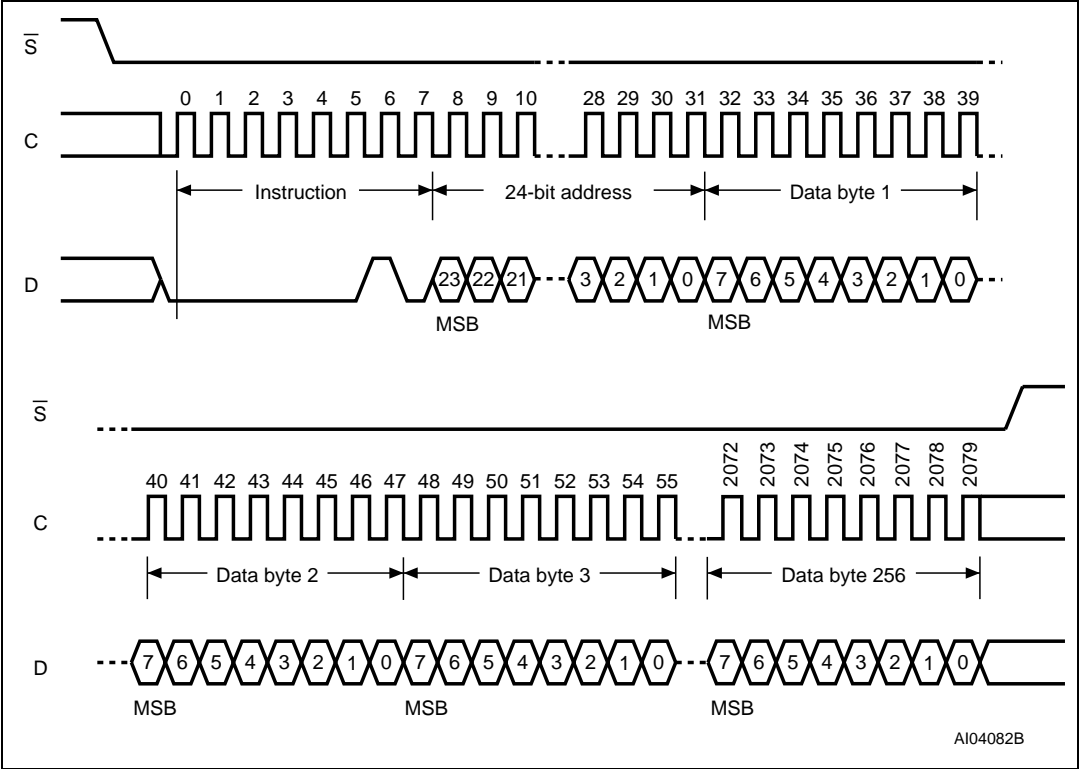 S
0 1 2 3 4 5 6 7 8 9 10 28 29 30 31 32 33 34 35 36 37 38 39
C
Instruction 24-bit address Data byte 1
D
23 22 21 3 2 1 0 7 6 5 4 3 2 1 0
MSB MSB
S
40 41 42 43 44 45 46 47 48 49 50 51 52 53 54 55 2072 2073 2074 2075 2076 2077 2078 2079
C
Data byte 2 Data byte 3 Data byte 256
D
7 6 5 4 3 2 1 0 7 6 5 4 3 2 1 0 7 6 5 4 3 2 1 0
MSB MSB MSB
AI04082B